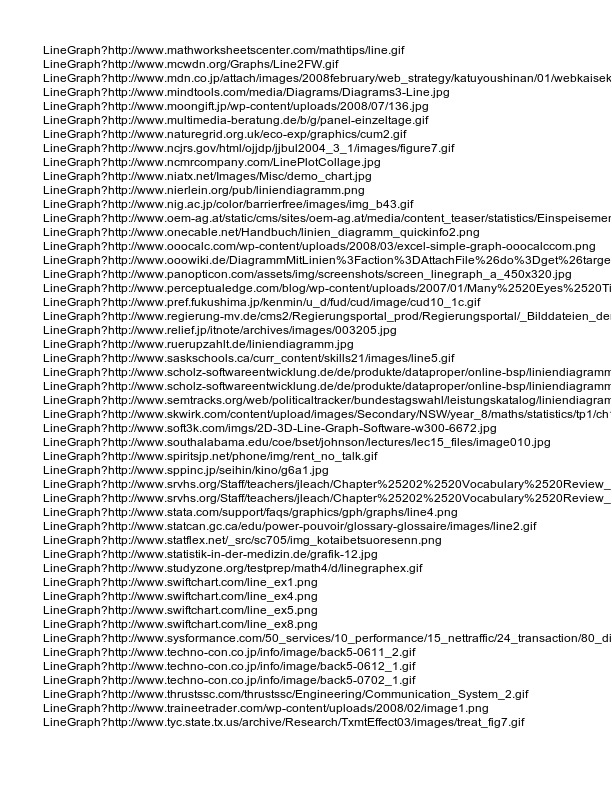 LineGraph?http://www.mathworksheetscenter.com/mathtips/line.gif
LineGraph?http://www.mcwdn.org/Graphs/Line2FW.gif
LineGraph?http://www.mdn.co.jp/attach/images/2008february/web_strategy/katuyoushinan/01/webkaisek
LineGraph?http://www.mindtools.com/media/Diagrams/Diagrams3-Line.jpg
LineGraph?http://www.moongift.jp/wp-content/uploads/2008/07/136.jpg
LineGraph?http://www.multimedia-beratung.de/b/g/panel-einzeltage.gif
LineGraph?http://www.naturegrid.org.uk/eco-exp/graphics/cum2.gif
LineGraph?http://www.ncjrs.gov/html/ojjdp/jjbul2004_3_1/images/figure7.gif
LineGraph?http://www.ncmrcompany.com/LinePlotCollage.jpg
LineGraph?http://www.niatx.net/Images/Misc/demo_chart.jpg
LineGraph?http://www.nierlein.org/pub/liniendiagramm.png
LineGraph?http://www.nig.ac.jp/color/barrierfree/images/img_b43.gif
LineGraph?http://www.oem-ag.at/static/cms/sites/oem-ag.at/media/content_teaser/statistics/Einspeisemen
LineGraph?http://www.onecable.net/Handbuch/linien_diagramm_quickinfo2.png
LineGraph?http://www.ooocalc.com/wp-content/uploads/2008/03/excel-simple-graph-ooocalccom.png
LineGraph?http://www.ooowiki.de/DiagrammMitLinien%3Faction%3DAttachFile%26do%3Dget%26targe
LineGraph?http://www.panopticon.com/assets/img/screenshots/screen_linegraph_a_450x320.jpg
LineGraph?http://www.perceptualedge.com/blog/wp-content/uploads/2007/01/Many%2520Eyes%2520Ti
LineGraph?http://www.pref.fukushima.jp/kenmin/u_d/fud/cud/image/cud10_1c.gif
LineGraph?http://www.regierung-mv.de/cms2/Regierungsportal_prod/Regierungsportal/_Bilddateien_de
LineGraph?http://www.relief.jp/itnote/archives/images/003205.png
LineGraph?http://www.ruerupzahlt.de/liniendiagramm.jpg
LineGraph?http://www.saskschools.ca/curr_content/skills21/images/line5.gif
LineGraph?http://www.scholz-softwareentwicklung.de/de/produkte/dataproper/online-bsp/liniendiagramm
LineGraph?http://www.scholz-softwareentwicklung.de/de/produkte/dataproper/online-bsp/liniendiagramm
LineGraph?http://www.semtracks.org/web/politicaltracker/bundestagswahl/leistungskatalog/liniendiagram
LineGraph?http://www.skwirk.com/content/upload/images/Secondary/NSW/year_8/maths/statistics/tp1/ch
LineGraph?http://www.soft3k.com/imgs/2D-3D-Line-Graph-Software-w300-6672.jpg
LineGraph?http://www.southalabama.edu/coe/bset/johnson/lectures/lec15_files/image010.jpg
LineGraph?http://www.spiritsjp.net/phone/img/rent_no_talk.gif
LineGraph?http://www.sppinc.jp/seihin/kino/g6a1.jpg
LineGraph?http://www.srvhs.org/Staff/teachers/jleach/Chapter%25202%2520Vocabulary%2520Review_
LineGraph?http://www.srvhs.org/Staff/teachers/jleach/Chapter%25202%2520Vocabulary%2520Review_
LineGraph?http://www.stata.com/support/faqs/graphics/gph/graphs/line4.png
LineGraph?http://www.statcan.gc.ca/edu/power-pouvoir/glossary-glossaire/images/line2.gif
LineGraph?http://www.statflex.net/_src/sc705/img_kotaibetsuoresenn.png
LineGraph?http://www.statistik-in-der-medizin.de/grafik-12.jpg
LineGraph?http://www.studyzone.org/testprep/math4/d/linegraphex.gif
LineGraph?http://www.swiftchart.com/line_ex1.png
LineGraph?http://www.swiftchart.com/line_ex4.png
LineGraph?http://www.swiftchart.com/line_ex5.png
LineGraph?http://www.swiftchart.com/line_ex8.png
LineGraph?http://www.sysformance.com/50_services/10_performance/15_nettraffic/24_transaction/80_di
LineGraph?http://www.techno-con.co.jp/info/image/back5-0611_2.gif
LineGraph?http://www.techno-con.co.jp/info/image/back5-0612_1.gif
LineGraph?http://www.techno-con.co.jp/info/image/back5-0702_1.gif
LineGraph?http://www.thrustssc.com/thrustssc/Engineering/Communication_System_2.gif
LineGraph?http://www.traineetrader.com/wp-content/uploads/2008/02/image1.png
LineGraph?http://www.tyc.state.tx.us/archive/Research/TxmtEffect03/images/treat_fig7.gif